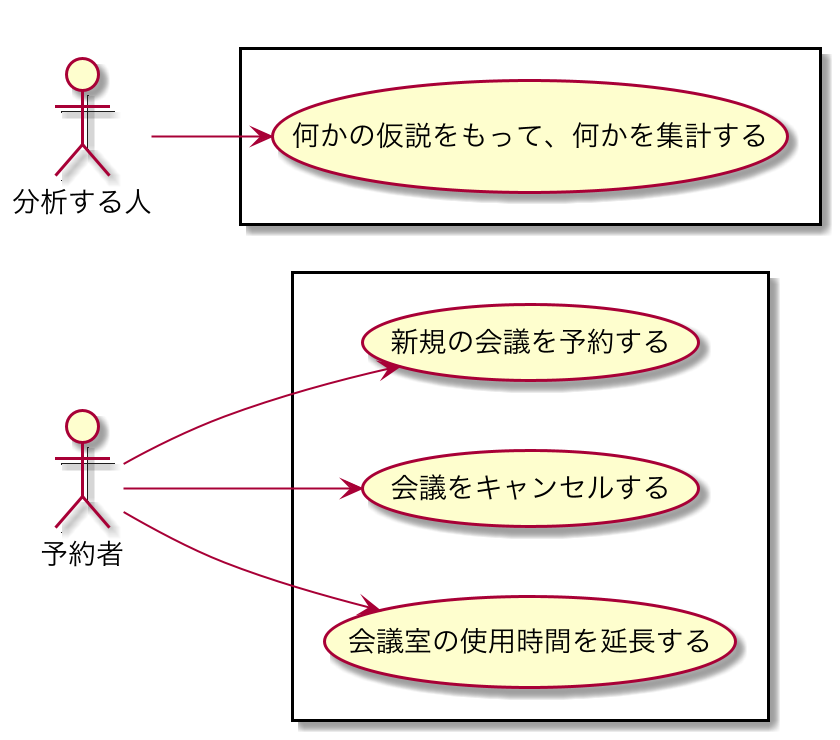 何かの仮説をもって、何かを集計する
分析する人
新規の会議を予約する
会議をキャンセルする
予約者
会議室の使用時間を延長する